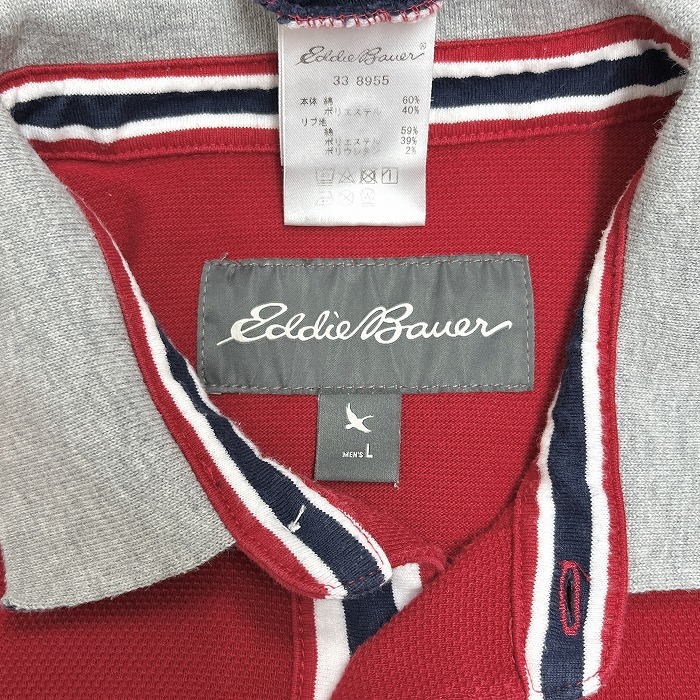 Eddie Bauer®
33 8955
本体 綿 60%
ポリエステル 40%
リブ地
綿 59%
ポリエステル 39%
ポリウレタン 2%
Eddie Bauer
MEN'S L